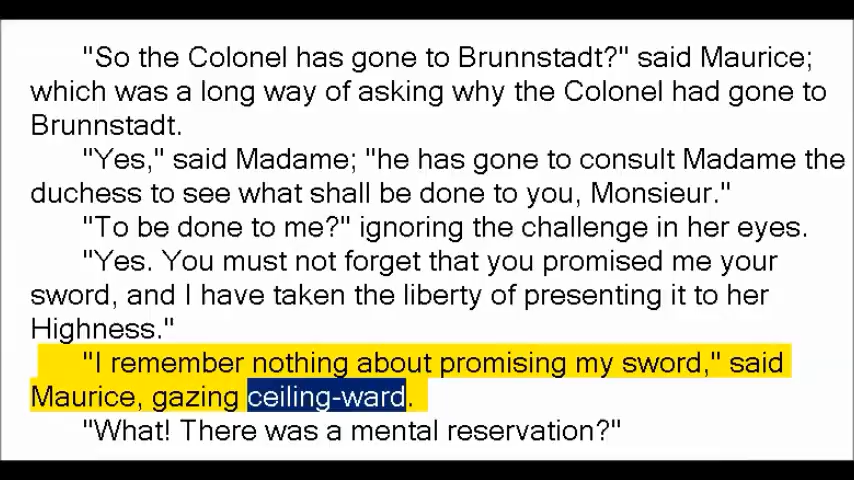 "So the Colonel has gone to Brunnstadt?" said Maurice;
which was a long way of asking why the Colonel had gone to
Brunnstadt.
"Yes," said Madame; "he has gone to consult Madame the
duchess to see what shall be done to you, Monsieur."
"To be done to me?" ignoring the challenge in her eyes.
"Yes. You must not forget that you promised me your
sword, and I have taken the liberty of presenting it to her
Highness."
"I remember nothing about promising my sword," said
Maurice, gazing ceiling-ward.
"What! There was a mental reservation?"